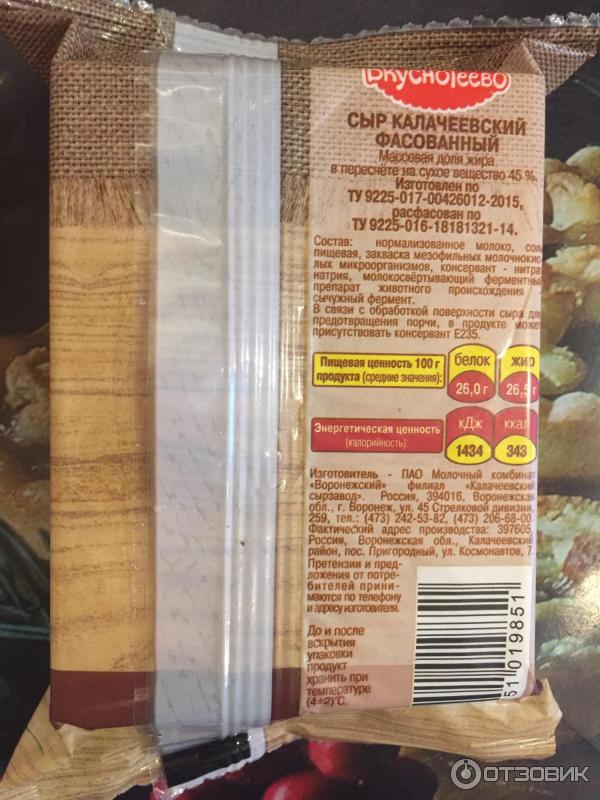 Вкуснотеево
СЫР КАЛАЧЕЕВСКИЙ
ФАСОВАННЫЙ
Массовая доля жира
в пересчёте на сухое вещество 45 %.
Изготовлен по
ТУ 9225-017-00426012-2015,
расфасован по
ТУ 9225-016-18181321-14.
Состав: нормализованное молоко, сол
пищевая, закваска мезофильных молочнокис
лых микроорганизмов, консервант - нитра
натрия, молокосвёртывающий ферментный
препарат животного происхождения
сычужный фермент.
В связи с обработкой поверхности сыра для
предотвращения порчи, в продукте может
присутствовать консервант Е235.
Пищевая ценность 100 г
продукта (средние значения):
белок жир
26,0 г 26,5 г
Энергетическая ценность
(калорийность):
кДж ккал
1434 343
Изготовитель - ПАО Молочный комбинат
«Воронежский» филиал «Калачеевский
сырзавод». Россия, 394016, Воронежская
обл., г. Воронеж, ул. 45 Стрелковой дивизии,
259, тел.: (473) 242-53-82, (473) 206-68-00.
Фактический адрес производства: 397605,
Россия, Воронежская обл., Калачеевский
район, пос. Пригородный, ул. Космонавтов, 7.
Претензии и пред-
ложения от потре-
бителей прини-
маются по телефону
и адресу изготовителя.
До и после
вскрытия
упаковки
продукт
хранить при
температуре
(4±2)°С.
51019851
ОТЗОВИК